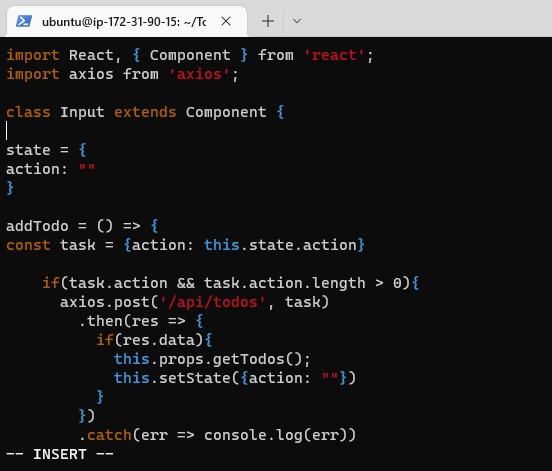 ubuntu@ip-172-31-90-15: ~/To
import React, { Component } from 'react';
import axios from 'axios';
class Input extends Component {
state = {
action: ""
}
addTodo = () => {
const task = {action: this.state.action}
    if(task.action && task.action.length > 0){
      axios.post('/api/todos', task)
        .then(res => {
          if(res.data){
            this.props.getTodos();
            this.setState({action: ""})
          }
        })
        .catch(err => console.log(err))
-- INSERT --